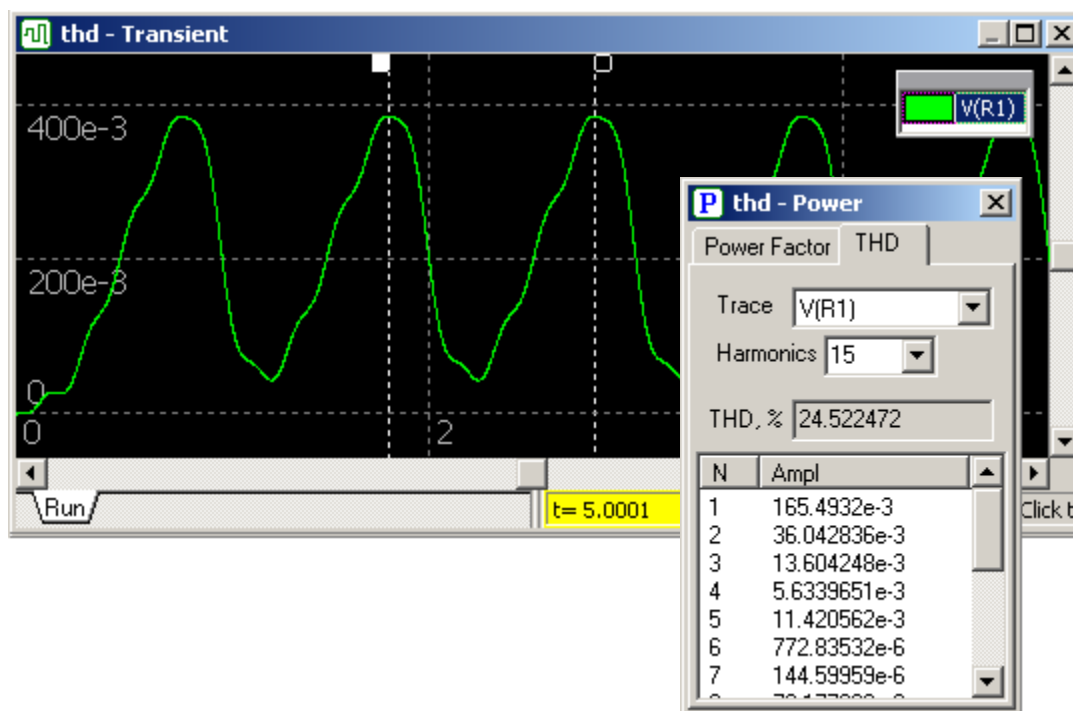 thd - Transient
V(R1)
400e-3
200e-3
0
0
2
Run
t= 5.0001
Click t
thd - Power
Power Factor
THD
Trace
V(R1)
Harmonics
15
THD, %
24.522472
N Ampl
1 165.4932e-3
2 36.042836e-3
3 13.604248e-3
4 5.6339651e-3
5 11.420562e-3
6 772.83532e-6
7 144.59959e-6